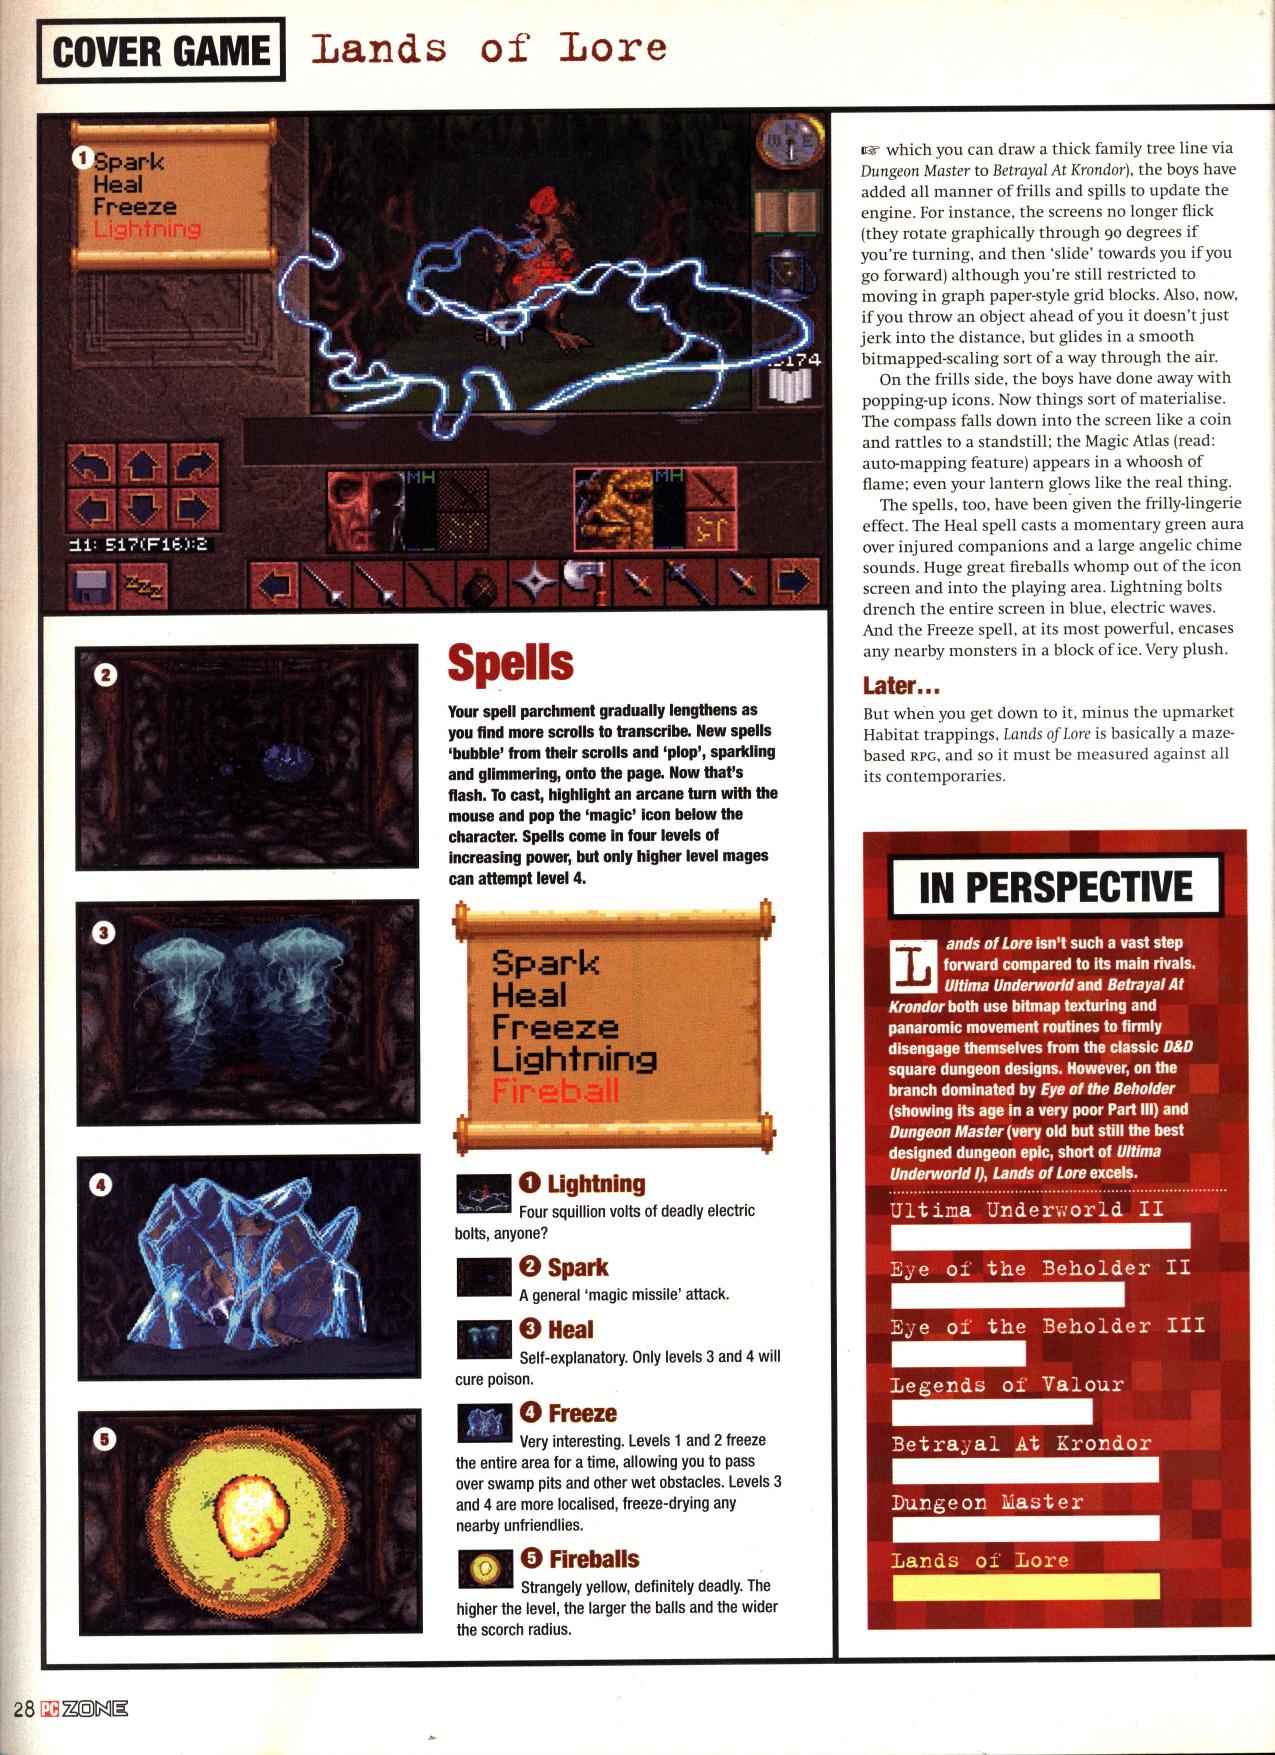 COVER GAME
Lands of Lore
1
Spark
Heal
Freeze
Lightning
174
MH
MH
11: 517(F16):2
zzz
☞ which you can draw a thick family tree line via
Dungeon Master to Betrayal At Krondor), the boys have
added all manner of frills and spills to update the
engine. For instance, the screens no longer flick
(they rotate graphically through 90 degrees if
you're turning, and then 'slide' towards you if you
go forward) although you're still restricted to
moving in graph paper-style grid blocks. Also, now,
if you throw an object ahead of you it doesn't just
jerk into the distance, but glides in a smooth
bitmapped-scaling sort of a way through the air.
On the frills side, the boys have done away with
popping-up icons. Now things sort of materialise.
The compass falls down into the screen like a coin
and rattles to a standstill; the Magic Atlas (read:
auto-mapping feature) appears in a whoosh of
flame; even your lantern glows like the real thing.
The spells, too, have been given the frilly-lingerie
effect. The Heal spell casts a momentary green aura
over injured companions and a large angelic chime
sounds. Huge great fireballs whomp out of the icon
screen and into the playing area. Lightning bolts
drench the entire screen in blue, electric waves.
And the Freeze spell, at its most powerful, encases
any nearby monsters in a block of ice. Very plush.
Later...
But when you get down to it, minus the upmarket
Habitat trappings, Lands of Lore is basically a maze-
based RPG, and so it must be measured against all
its contemporaries.
2
3
4
5
Spells
Your spell parchment gradually lengthens as
you find more scrolls to transcribe. New spells
'bubble' from their scrolls and 'plop', sparkling
and glimmering, onto the page. Now that's
flash. To cast, highlight an arcane turn with the
mouse and pop the 'magic' icon below the
character. Spells come in four levels of
increasing power, but only higher level mages
can attempt level 4.
Spark
Heal
Freeze
Lightning
Fireball
1 Lightning
Four squillion volts of deadly electric
bolts, anyone?
2 Spark
A general 'magic missile' attack.
3 Heal
Self-explanatory. Only levels 3 and 4 will
cure poison.
4 Freeze
Very interesting. Levels 1 and 2 freeze
the entire area for a time, allowing you to pass
over swamp pits and other wet obstacles. Levels 3
and 4 are more localised, freeze-drying any
nearby unfriendlies.
5 Fireballs
Strangely yellow, definitely deadly. The
higher the level, the larger the balls and the wider
the scorch radius.
IN PERSPECTIVE
Lands of Lore isn't such a vast step
forward compared to its main rivals.
Ultima Underworld and Betrayal At
Krondor both use bitmap texturing and
panaromic movement routines to firmly
disengage themselves from the classic D&D
square dungeon designs. However, on the
branch dominated by Eye of the Beholder
(showing its age in a very poor Part III) and
Dungeon Master (very old but still the best
designed dungeon epic, short of Ultima
Underworld I), Lands of Lore excels.
Ultima Underworld II
Eye of the Beholder II
Eye of the Beholder III
Legends of Valour
Betrayal At Krondor
Dungeon Master
Lands of Lore
28 PC ZONE